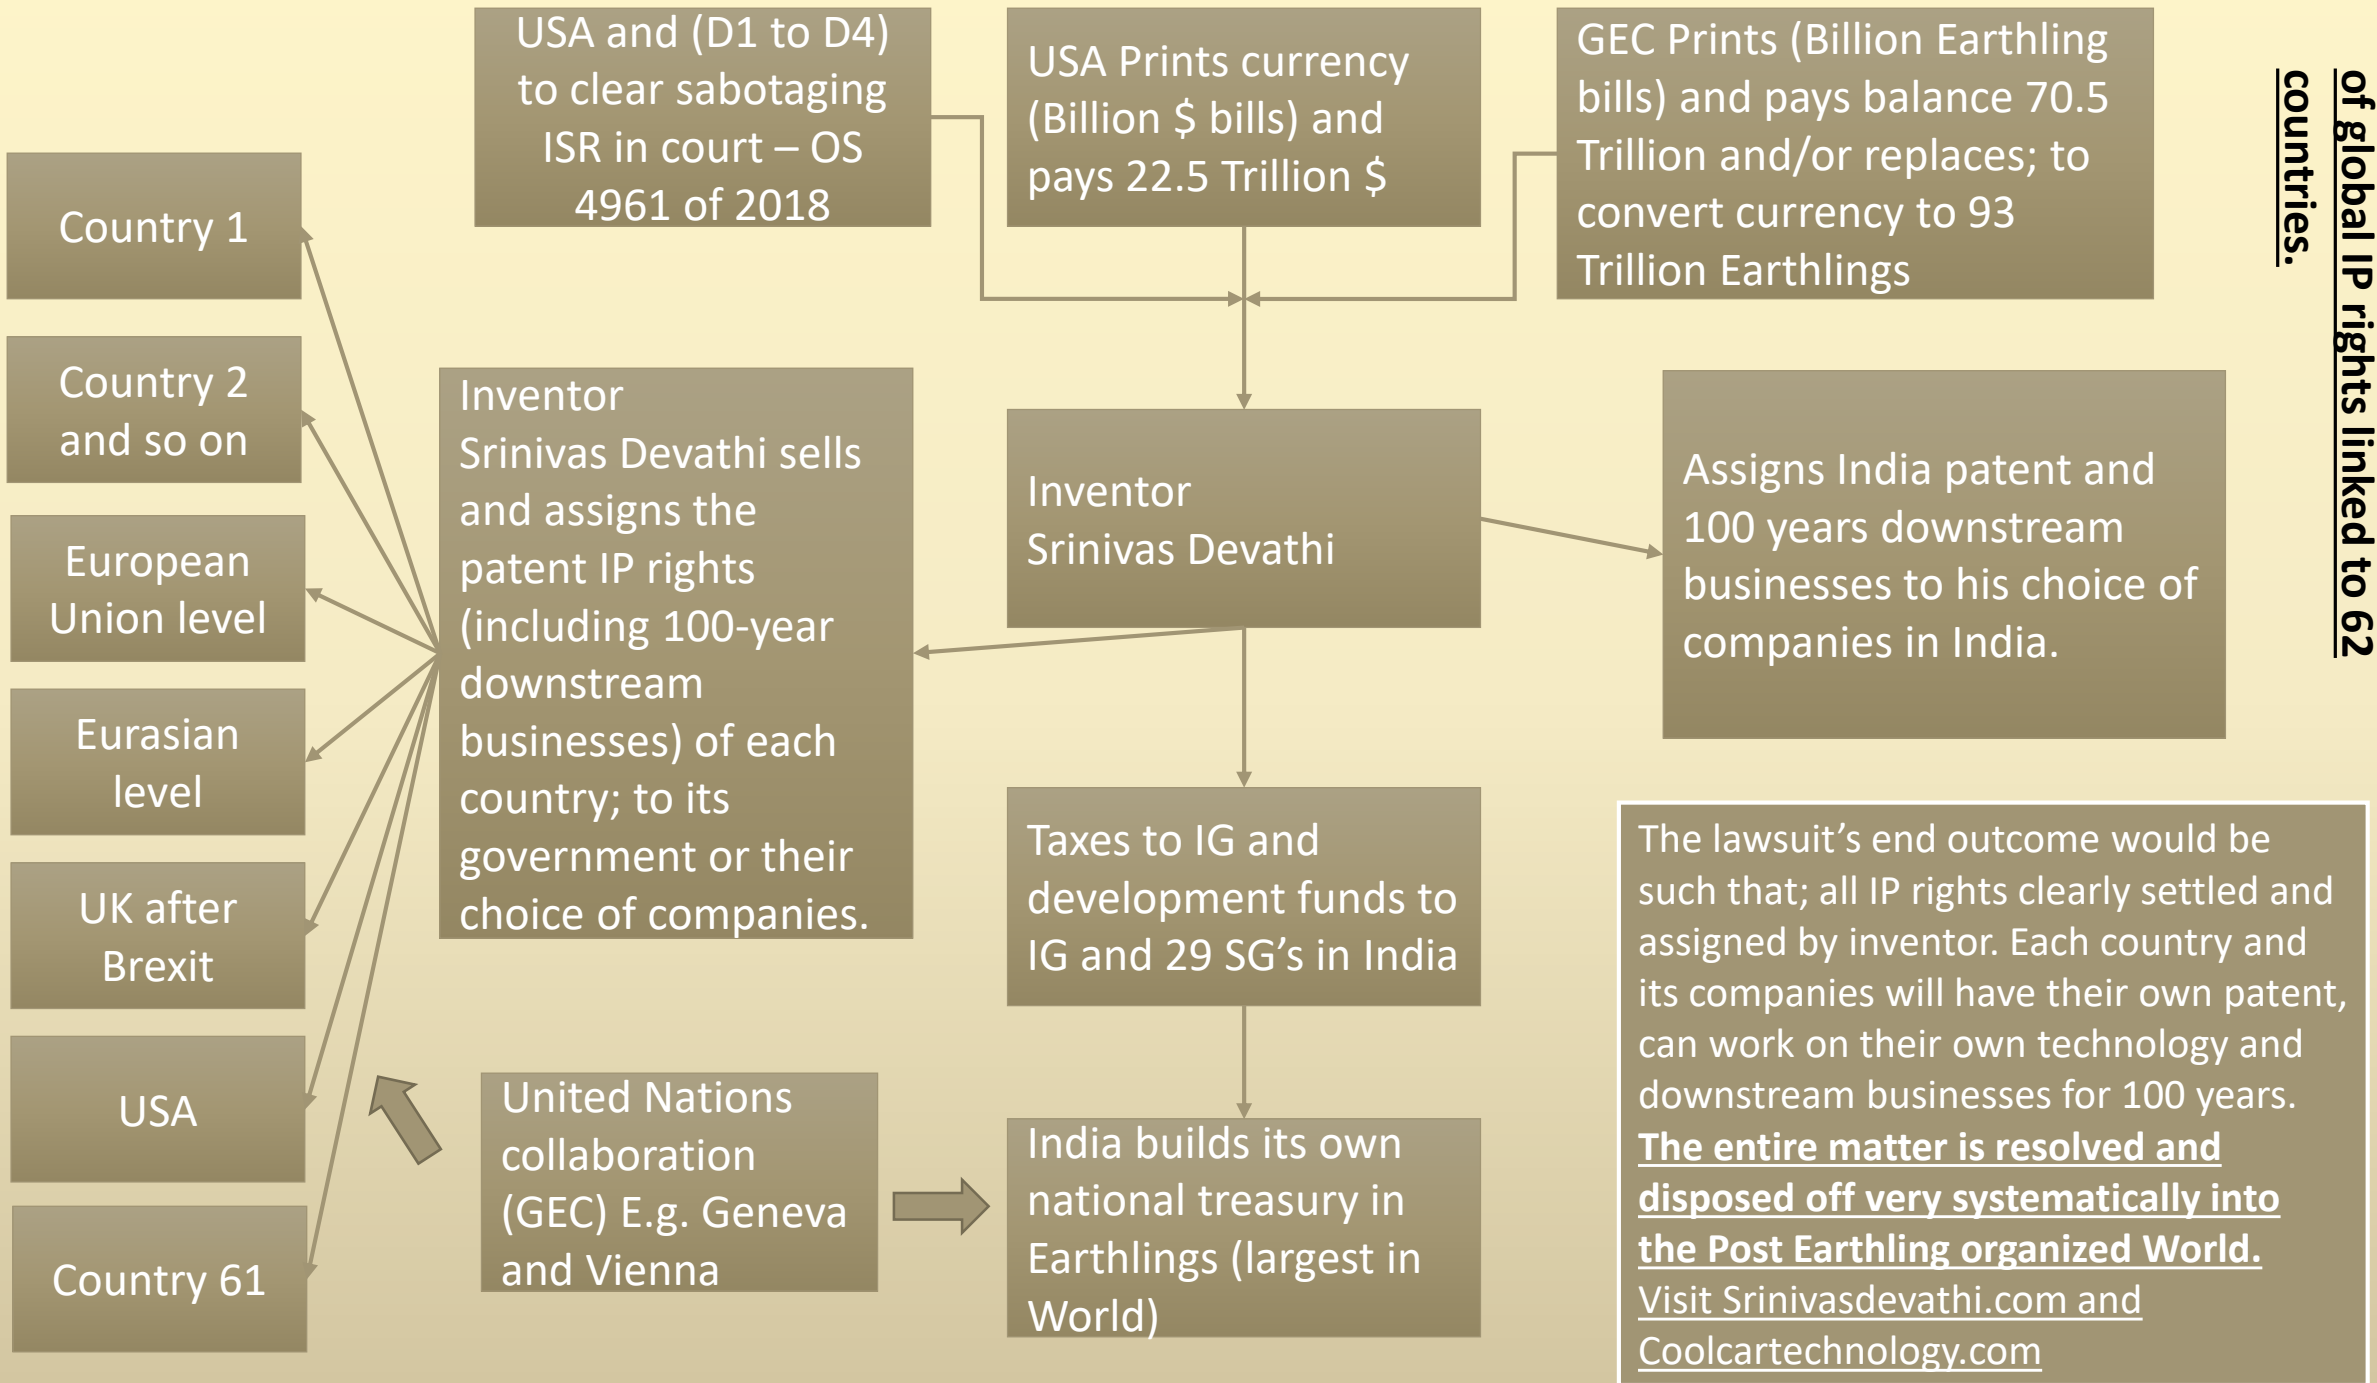 USA and (D1 to D4)
to clear sabotaging
ISR in court – OS
4961 of 2018
USA Prints currency
(Billion $ bills) and
pays 22.5 Trillion $
GEC Prints (Billion Earthling
bills) and pays balance 70.5
Trillion and/or replaces; to
convert currency to 93
Trillion Earthlings
of global IP rights linked to 62
countries.
Country 1
Country 2
and so on
European
Union level
Eurasian
level
UK after
Brexit
USA
Country 61
Inventor
Srinivas Devathi sells
and assigns the
patent IP rights
(including 100-year
downstream
businesses) of each
country; to its
government or their
choice of companies.
Inventor
Srinivas Devathi
Assigns India patent and
100 years downstream
businesses to his choice of
companies in India.
Taxes to IG and
development funds to
IG and 29 SG’s in India
United Nations
collaboration
(GEC) E.g. Geneva
and Vienna
India builds its own
national treasury in
Earthlings (largest in
World)
The lawsuit’s end outcome would be
such that; all IP rights clearly settled and
assigned by inventor. Each country and
its companies will have their own patent,
can work on their own technology and
downstream businesses for 100 years.
The entire matter is resolved and
disposed off very systematically into
the Post Earthling organized World.
Visit Srinivasdevathi.com and
Coolcartechnology.com